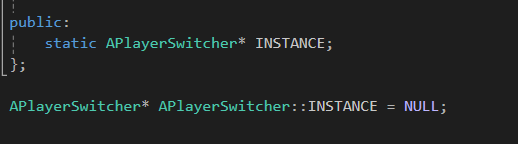 public:
static APlayerSwitcher* INSTANCE;
};
APlayerSwitcher* APlayerSwitcher::INSTANCE = NULL;